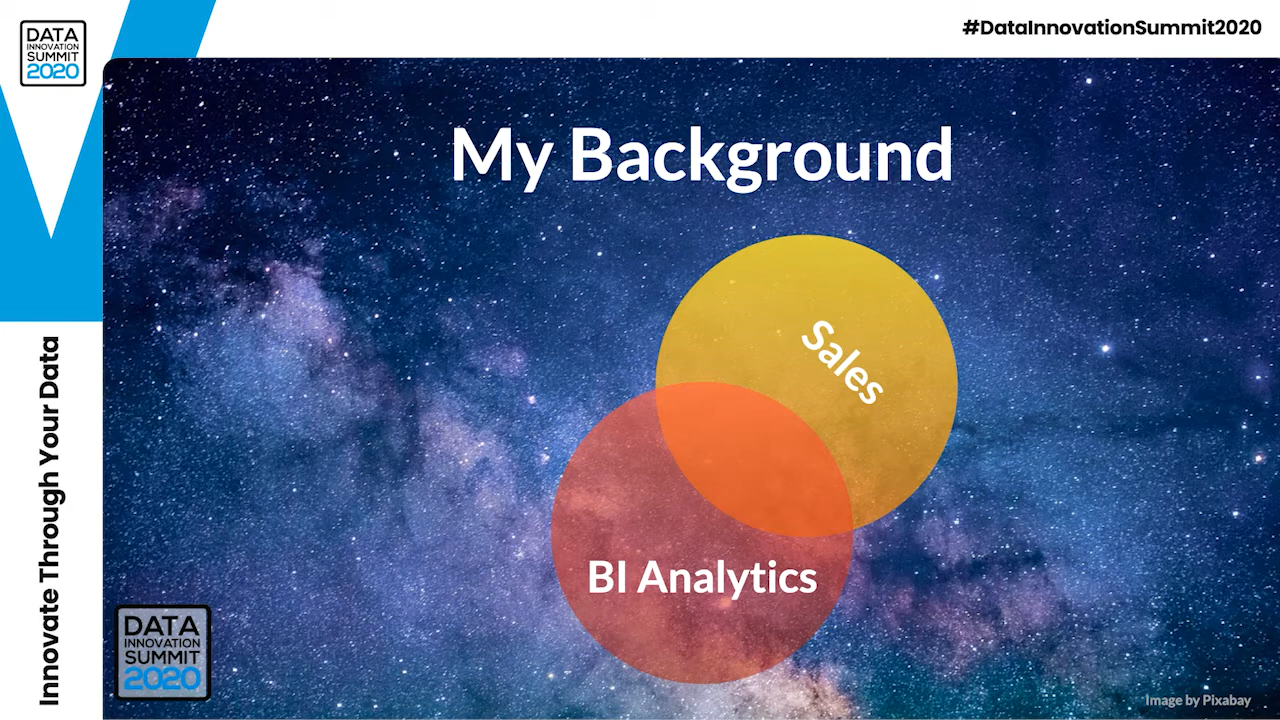 DATA
INNOVATION
SUMMIT
2020
#DataInnovationSummit2020
My Background
Sales
BI Analytics
Innovate Through Your Data
DATA
INNOVATION
SUMMIT
2020
Image by Pixabay